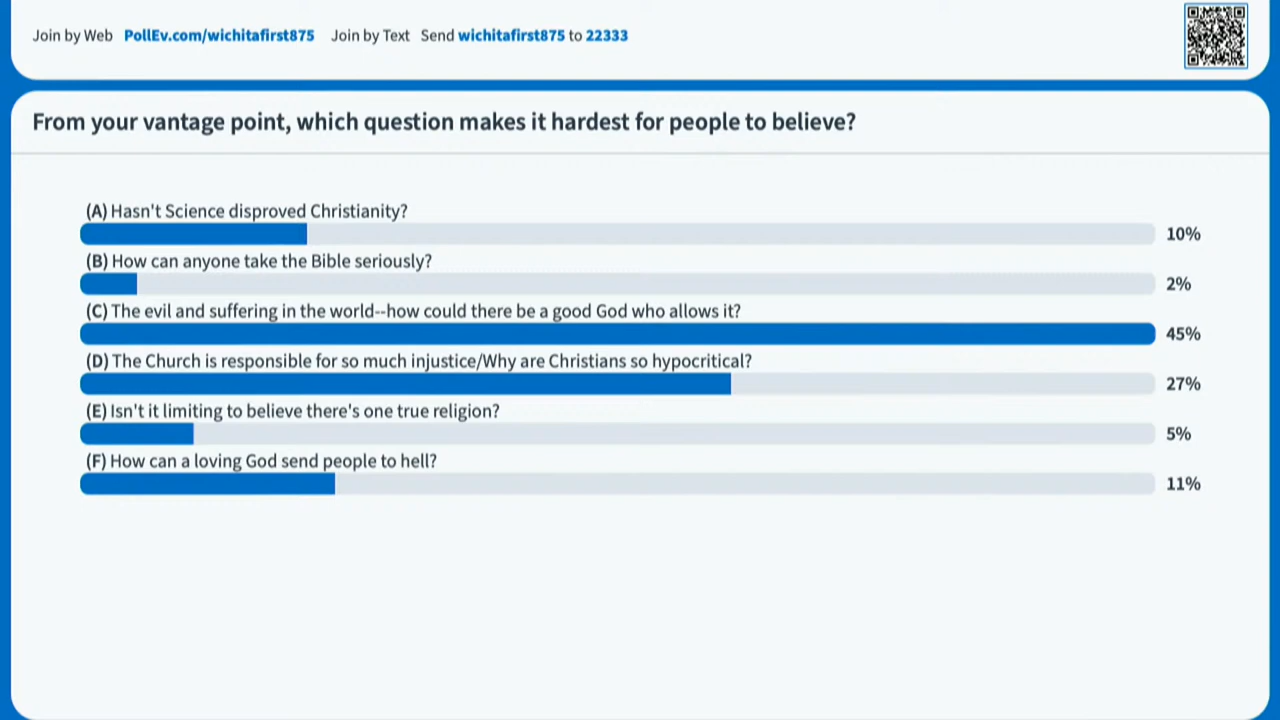 Join by Web PollEv.com/wichitafirst875 Join by Text Send wichitafirst875 to 22333
From your vantage point, which question makes it hardest for people to believe?
(A) Hasn't Science disproved Christianity?
10%
(B) How can anyone take the Bible seriously?
2%
(C) The evil and suffering in the world--how could there be a good God who allows it?
45%
(D) The Church is responsible for so much injustice/Why are Christians so hypocritical?
27%
(E) Isn't it limiting to believe there's one true religion?
5%
(F) How can a loving God send people to hell?
11%